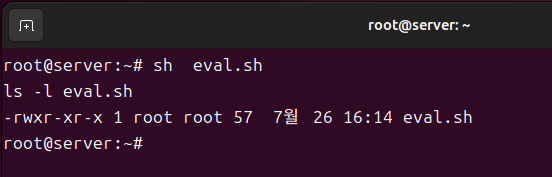 root@server: ~
root@server:~# sh  eval.sh
ls -l eval.sh
-rwxr-xr-x 1 root root 57  7월  26 16:14 eval.sh
root@server:~#